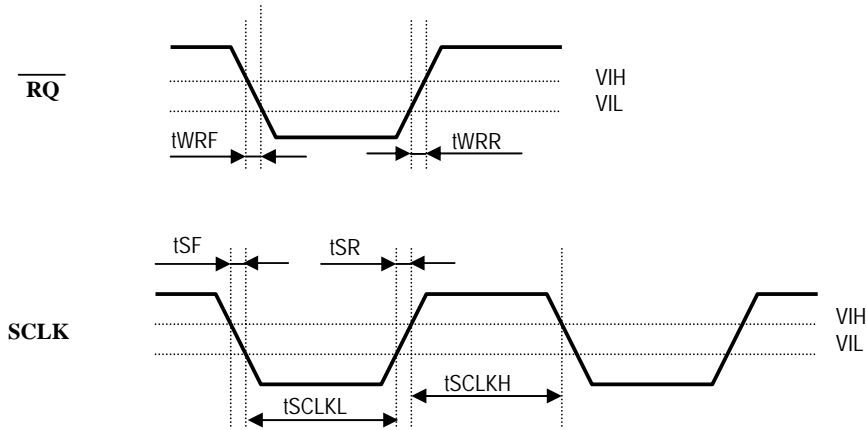 RQ
VIH
VIL
tWRF
tWRR
tSF
tSR
SCLK
VIH
VIL
tSCLKH
tSCLKL